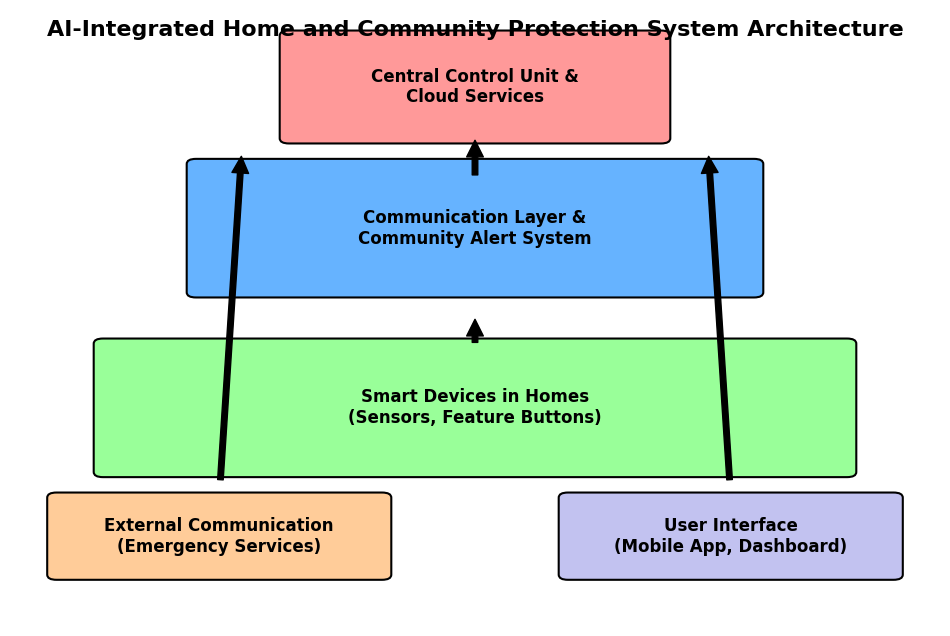 AI-Integrated Home and Community Protection System Architecture
Central Control Unit &
Cloud Services
Communication Layer &
Community Alert System
Smart Devices in Homes
(Sensors, Feature Buttons)
External Communication
(Emergency Services)
User Interface
(Mobile App, Dashboard)